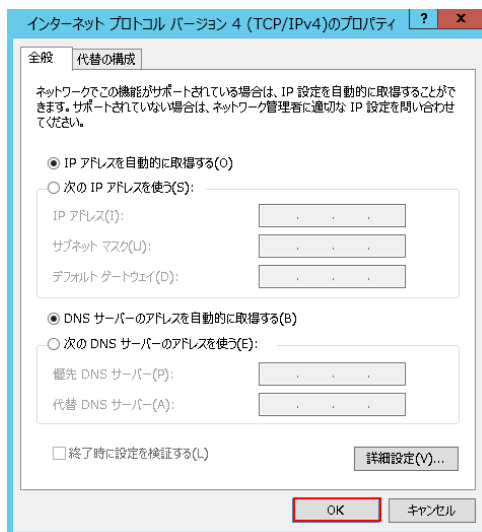 インターネット プロトコル バージョン 4 (TCP/IPv4)のプロパティ ? x
全般 代替の構成
ネットワークでこの機能がサポートされている場合は、IP 設定を自動的に取得することがで
きます。サポートされていない場合は、ネットワーク管理者に適切な IP 設定を問い合わせ
てください。
IP アドレスを自動的に取得する(O)
次の IP アドレスを使う(S):
IP アドレス(I):
サブネット マスク(U):
デフォルト ゲートウェイ(D):
DNS サーバーのアドレスを自動的に取得する(B)
次の DNS サーバーのアドレスを使う(E):
優先 DNS サーバー(P):
代替 DNS サーバー(A):
終了時に設定を検証する(L)
詳細設定(V)...
OK キャンセル